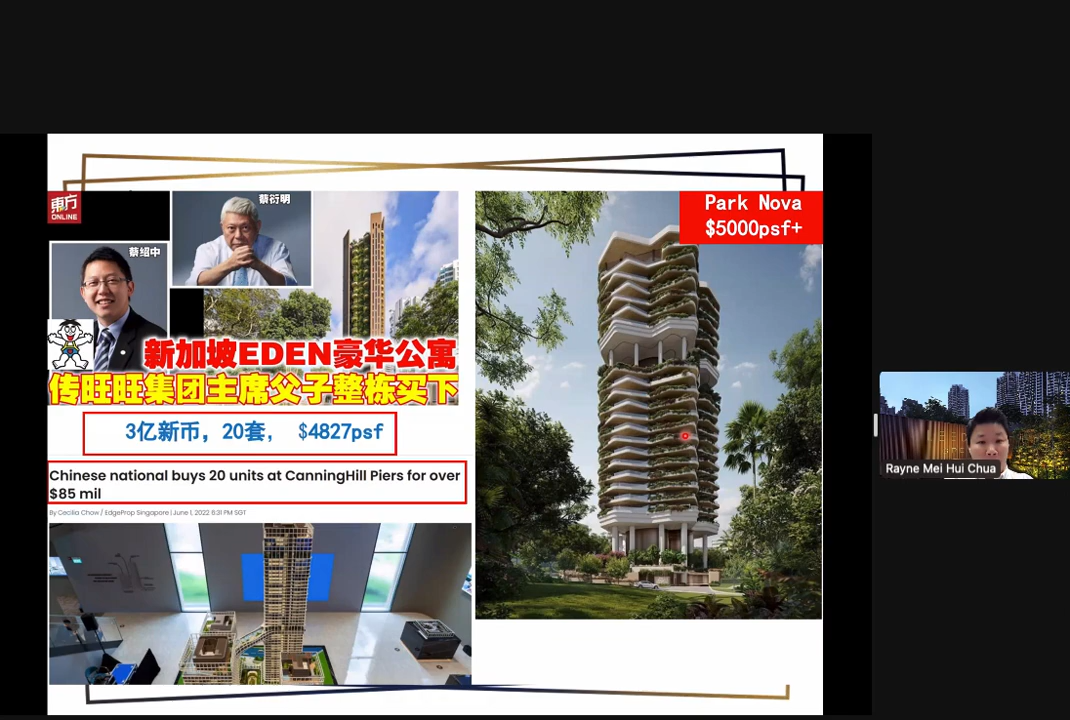 東方
ONLINE
蔡衍明
蔡绍中
新加坡EDEN豪华公寓
传旺旺集团主席父子整栋买下
3亿新币，20套， $4827psf
Chinese national buys 20 units at CanningHill Piers for over
$85 mil
By Cecilia Chow / EdgeProp Singapore | June 1, 2022 6:31 PM SGT
Park Nova
$5000psf+
Rayne Mei Hui Chua